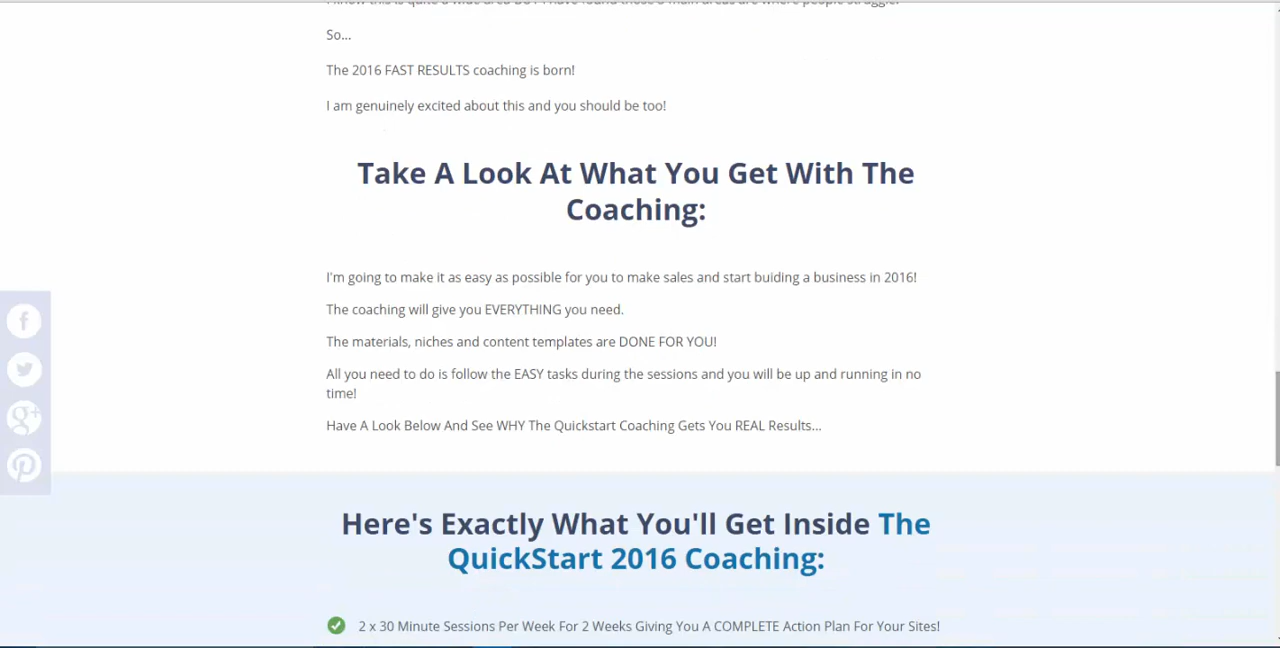 So...
The 2016 FAST RESULTS coaching is born!
I am genuinely excited about this and you should be too!
Take A Look At What You Get With The
Coaching:
I'm going to make it as easy as possible for you to make sales and start buiding a business in 2016!
The coaching will give you EVERYTHING you need.
The materials, niches and content templates are DONE FOR YOU!
All you need to do is follow the EASY tasks during the sessions and you will be up and running in no
time!
Have A Look Below And See WHY The Quickstart Coaching Gets You REAL Results...
Here's Exactly What You'll Get Inside The
QuickStart 2016 Coaching:
2 x 30 Minute Sessions Per Week For 2 Weeks Giving You A COMPLETE Action Plan For Your Sites!